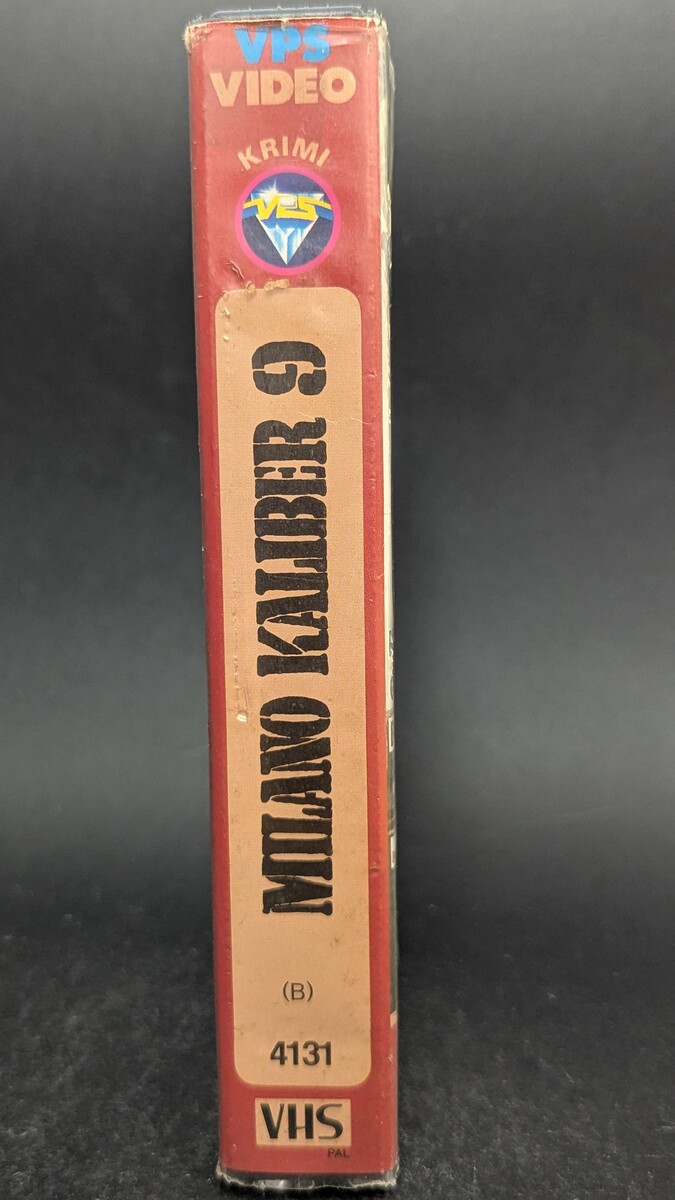 VPS
VIDEO
KRIMI
VPS
MILANO KALIBER 9
(B)
4131
VHS
PAL